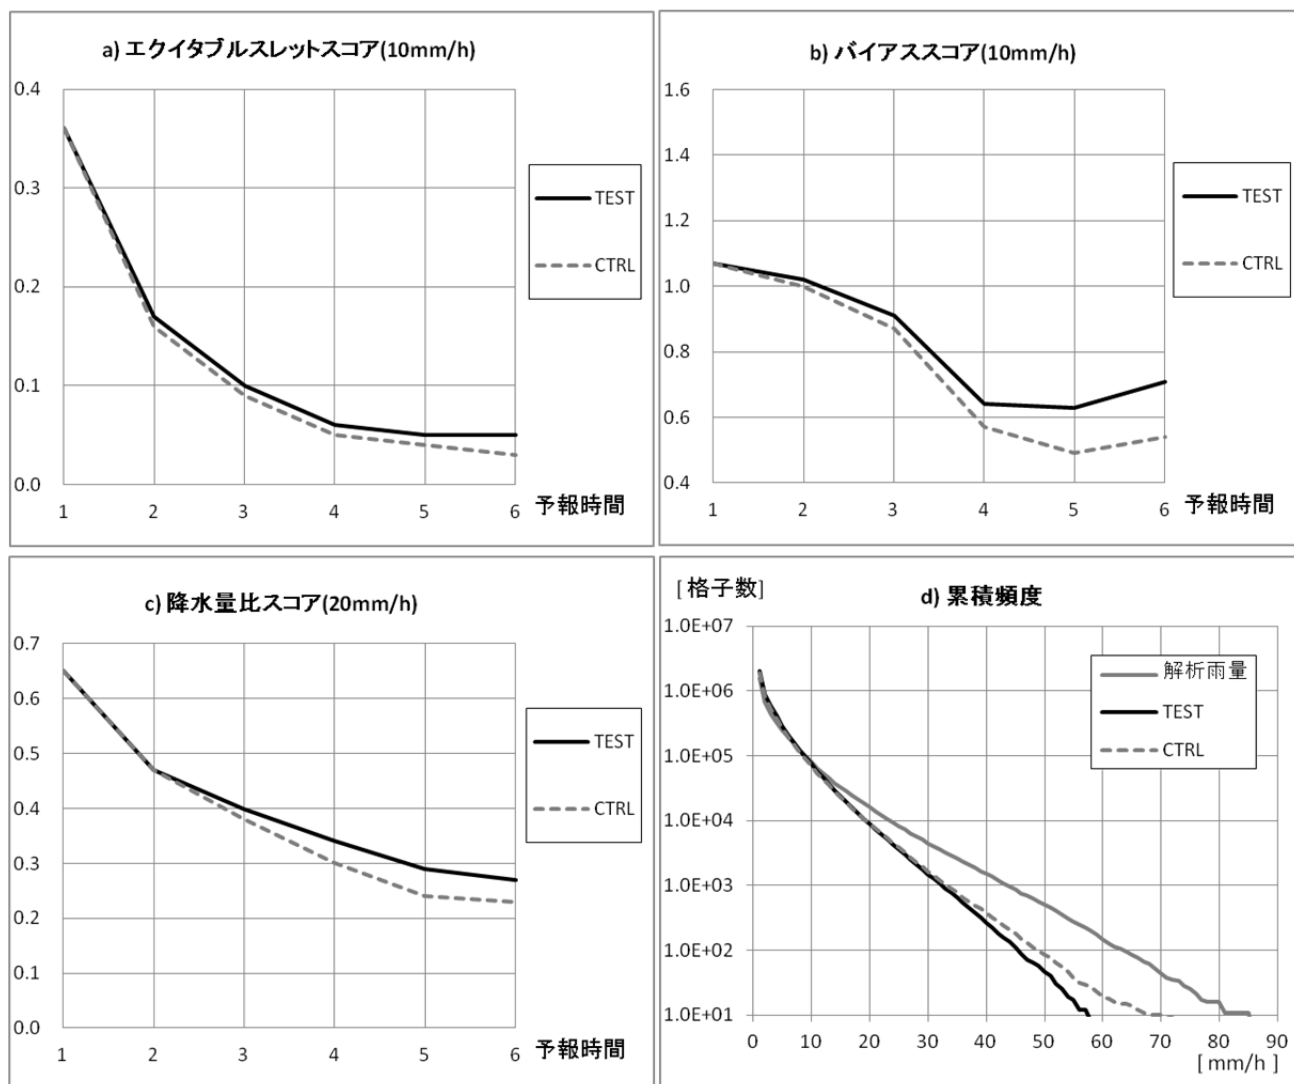 a) エクイタブルスレットスコア(10mm/h)
0.4
0.3
0.2
0.1
0.0
1 2 3 4 5 6 予報時間
TEST
CTRL
b) バイアススコア(10mm/h)
1.6
1.4
1.2
1.0
0.8
0.6
0.4
1 2 3 4 5 6 予報時間
TEST
CTRL
c) 降水量比スコア(20mm/h)
0.7
0.6
0.5
0.4
0.3
0.2
0.1
0.0
1 2 3 4 5 6 予報時間
TEST
CTRL
[格子数]
d) 累積頻度
1.0E+07
1.0E+06
1.0E+05
1.0E+04
1.0E+03
1.0E+02
1.0E+01
0 10 20 30 40 50 60 70 80 90
[mm/h]
解析雨量
TEST
CTRL